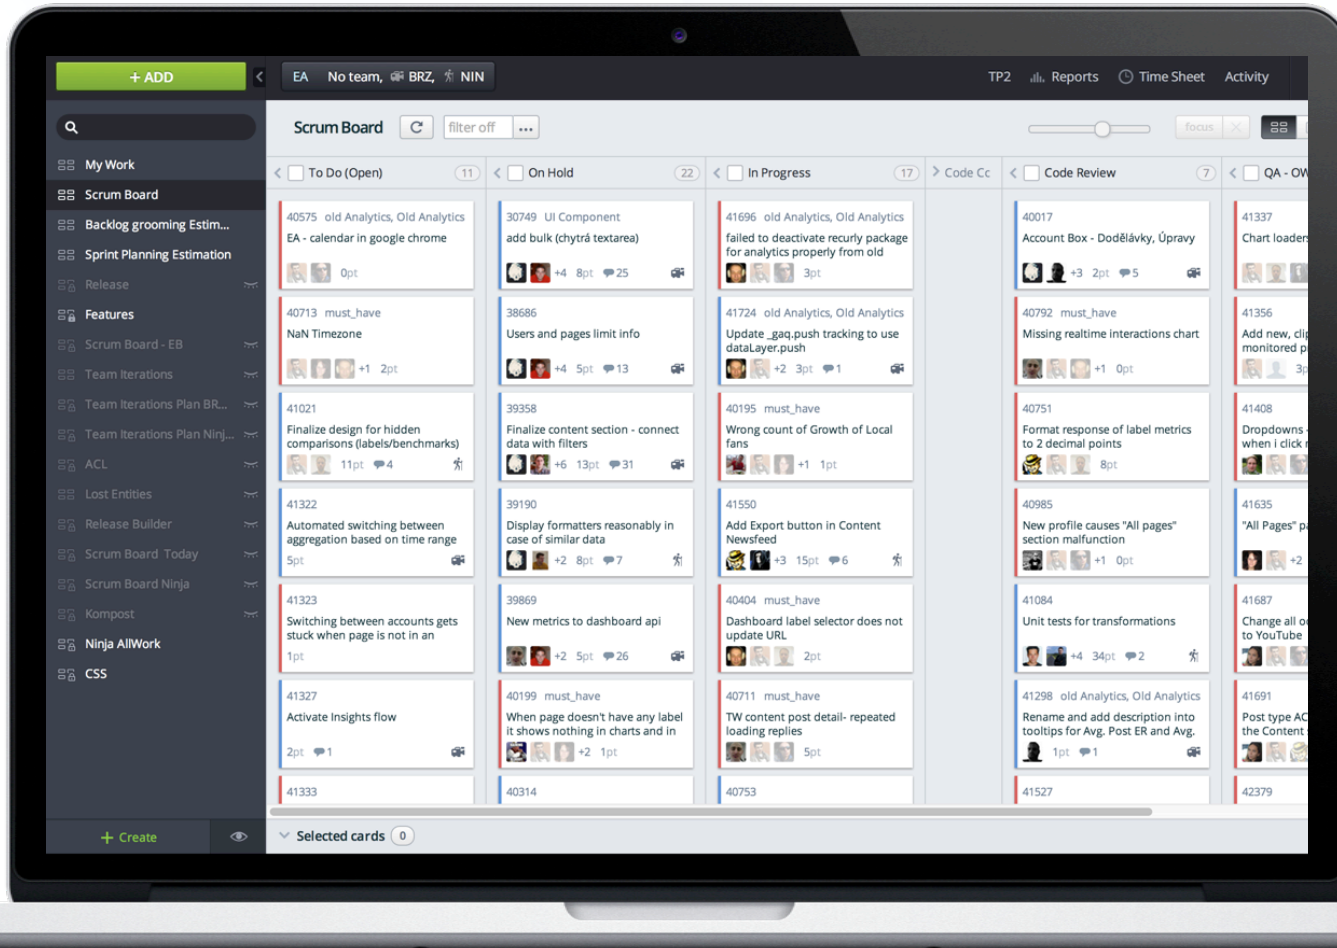 + ADD
EA No team, BRZ, NIN
TP2 Reports Time Sheet Activity
Scrum Board filter off ... focus
My Work
Scrum Board
Backlog grooming Estim...
Sprint Planning Estimation
Release
Features
Scrum Board - EB
Team Iterations
Team Iterations Plan BR...
Team Iterations Plan Ninj...
ACL
Lost Entities
Release Builder
Scrum Board Today
Scrum Board Ninja
Kompost
Ninja AllWork
CSS
+ Create
To Do (Open) 11
40575 old Analytics, Old Analytics
EA - calendar in google chrome
0pt
40713 must_have
NaN Timezone
+1 2pt
41021
Finalize design for hidden
comparisons (labels/benchmarks)
11pt 4
41322
Automated switching between
aggregation based on time range
5pt
41323
Switching between accounts gets
stuck when page is not in an
1pt
41327
Activate Insights flow
2pt 1
41333
On Hold 22
30749 UI Component
add bulk (chytrá textarea)
+4 8pt 25
38686
Users and pages limit info
+4 5pt 13
39358
Finalize content section - connect
data with filters
+6 13pt 31
39190
Display formatters reasonably in
case of similar data
+2 8pt 7
39869
New metrics to dashboard api
+2 5pt 26
40199 must_have
When page doesn't have any label
it shows nothing in charts and in
+2 1pt
40314
In Progress 17
41696 old Analytics, Old Analytics
failed to deactivate recurly package
for analytics properly from old
3pt
41724 old Analytics, Old Analytics
Update _gaq.push tracking to use
dataLayer.push
+2 3pt 1
40195 must_have
Wrong count of Growth of Local
fans
+1 1pt
41550
Add Export button in Content
Newsfeed
+3 15pt 6
40404 must_have
Dashboard label selector does not
update URL
2pt
40711 must_have
TW content post detail- repeated
loading replies
5pt
40753
Code Cc
Code Review 7
40017
Account Box - Dodělávky, Úpravy
+3 2pt 5
40792 must_have
Missing realtime interactions chart
+1 0pt
40751
Format response of label metrics
to 2 decimal points
8pt
40985
New profile causes "All pages"
section malfunction
+1 0pt
41084
Unit tests for transformations
+4 34pt 2
41298 old Analytics, Old Analytics
Rename and add description into
tooltips for Avg. Post ER and Avg.
1pt 1
41527
QA - OW
41337
Chart loaders
41356
Add new, clip
monitored p
3p
41408
Dropdowns -
when i click
41635
"All Pages" pa
+2
41687
Change all o
to YouTube
41691
Post type AC
the Content
42379
Selected cards 0